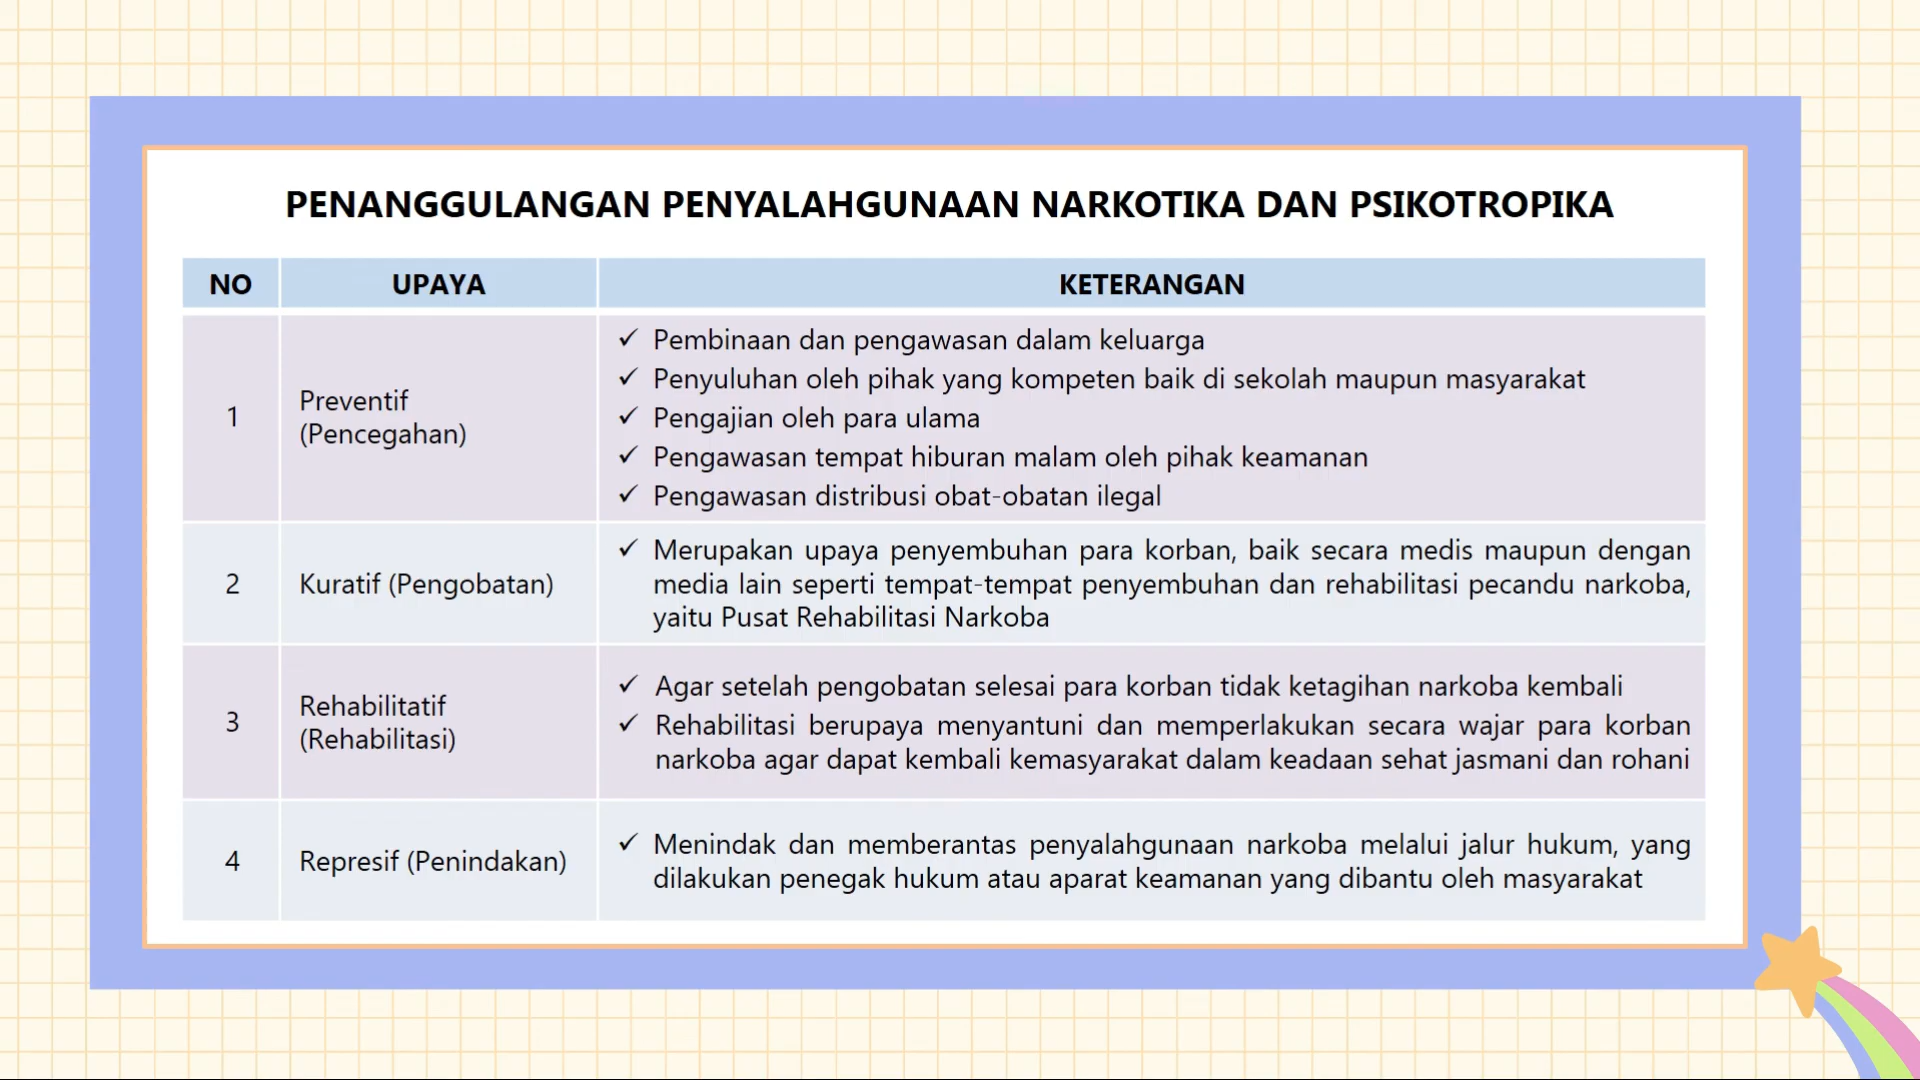 PENANGGULANGAN PENYALAHGUNAAN NARKOTIKA DAN PSIKOTROPIKA
NO UPAYA KETERANGAN
1
Preventif
(Pencegahan)
✓ Pembinaan dan pengawasan dalam keluarga
✓ Penyuluhan oleh pihak yang kompeten baik di sekolah maupun masyarakat
✓ Pengajian oleh para ulama
✓ Pengawasan tempat hiburan malam oleh pihak keamanan
✓ Pengawasan distribusi obat-obatan ilegal
2
Kuratif (Pengobatan)
✓ Merupakan upaya penyembuhan para korban, baik secara medis maupun dengan
media lain seperti tempat-tempat penyembuhan dan rehabilitasi pecandu narkoba,
yaitu Pusat Rehabilitasi Narkoba
3
Rehabilitatif
(Rehabilitasi)
✓ Agar setelah pengobatan selesai para korban tidak ketagihan narkoba kembali
✓ Rehabilitasi berupaya menyantuni dan memperlakukan secara wajar para korban
narkoba agar dapat kembali kemasyarakat dalam keadaan sehat jasmani dan rohani
4
Represif (Penindakan)
✓ Menindak dan memberantas penyalahgunaan narkoba melalui jalur hukum, yang
dilakukan penegak hukum atau aparat keamanan yang dibantu oleh masyarakat